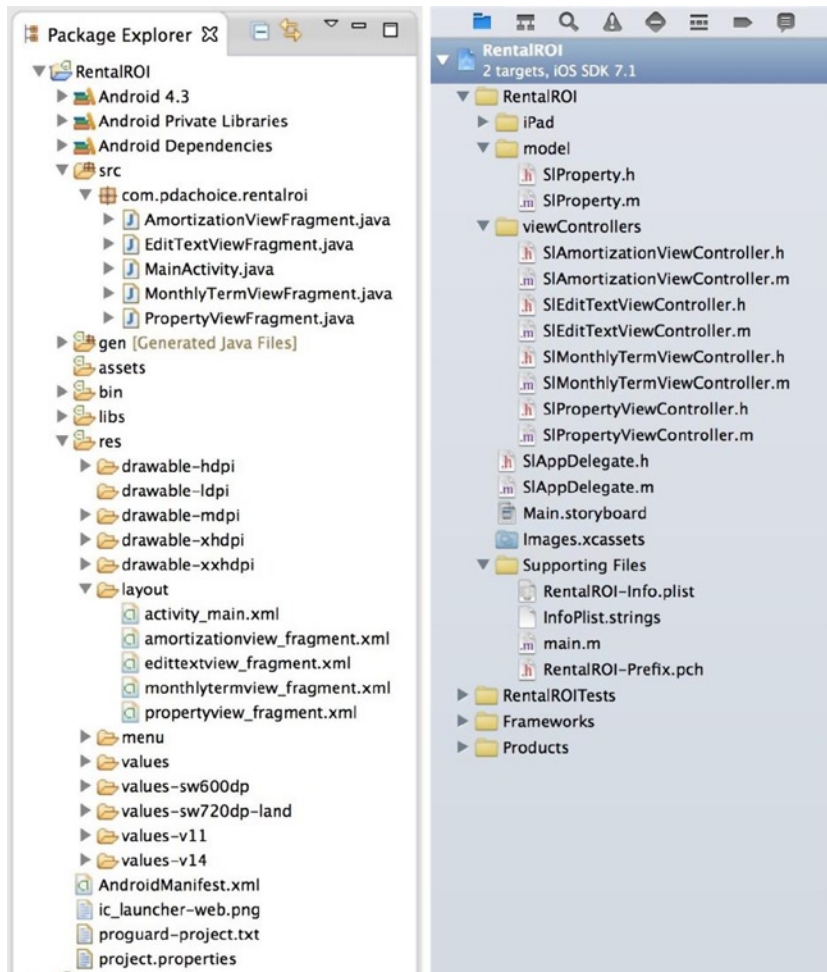 Package Explorer
RentalROI
Android 4.3
Android Private Libraries
Android Dependencies
src
com.pdachoice.rentalroi
AmortizationViewFragment.java
EditTextViewFragment.java
MainActivity.java
MonthlyTermViewFragment.java
PropertyViewFragment.java
gen [Generated Java Files]
assets
bin
libs
res
drawable-hdpi
drawable-ldpi
drawable-mdpi
drawable-xhdpi
drawable-xxhdpi
layout
activity_main.xml
amortizationview_fragment.xml
edittextview_fragment.xml
monthlytermview_fragment.xml
propertyview_fragment.xml
menu
values
values-sw600dp
values-sw720dp-land
values-v11
values-v14
AndroidManifest.xml
ic_launcher-web.png
proguard-project.txt
project.properties
RentalROI
2 targets, iOS SDK 7.1
RentalROI
iPad
model
SlProperty.h
SlProperty.m
viewControllers
SlAmortizationViewController.h
SlAmortizationViewController.m
SlEditTextViewController.h
SlEditTextViewController.m
SlMonthlyTermViewController.h
SlMonthlyTermViewController.m
SlPropertyViewController.h
SlPropertyViewController.m
SlAppDelegate.h
SlAppDelegate.m
Main.storyboard
Images.xcassets
Supporting Files
RentalROI-Info.plist
InfoPlist.strings
main.m
RentalROI-Prefix.pch
RentalROITests
Frameworks
Products